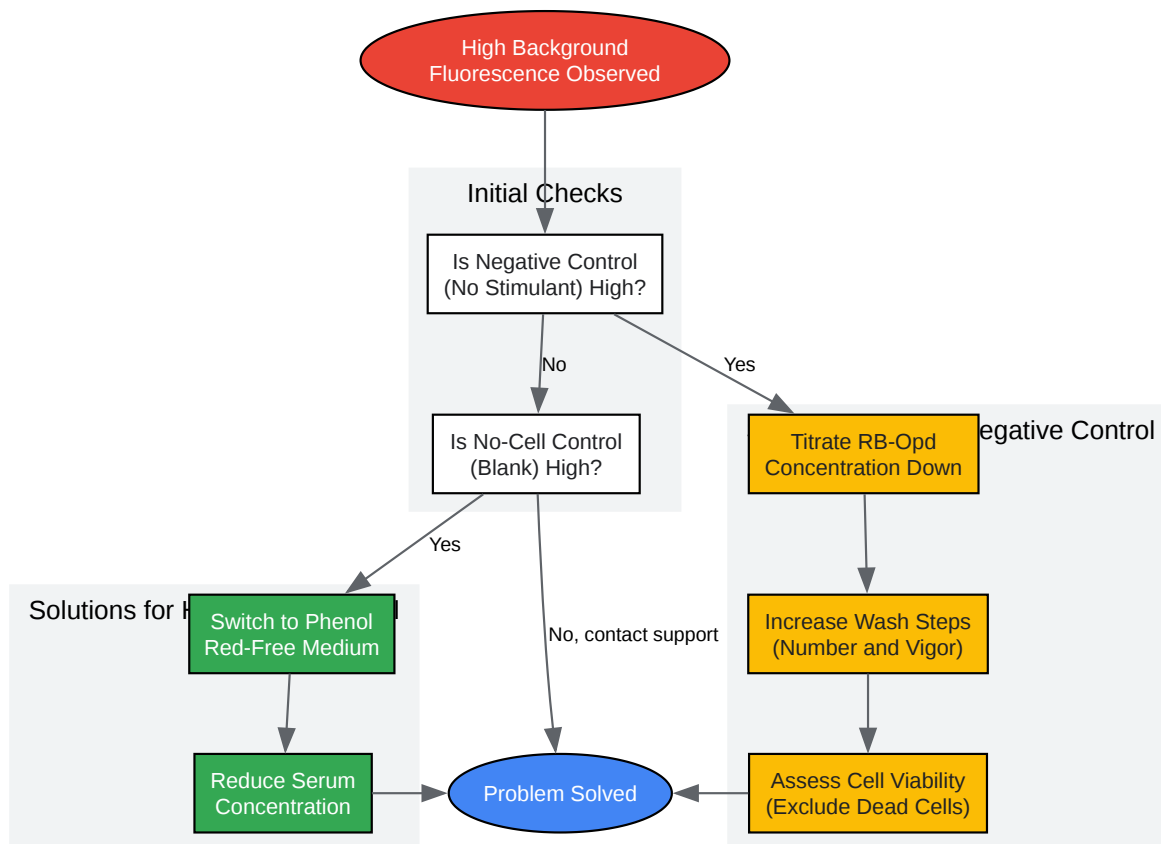 High Background
Fluorescence Observed
Initial Checks
Is Negative Control
(No Stimulant) High?
No
Yes
Is No-Cell Control
(Blank) High?
Titrate RB-Opd
Concentration Down
egative Control
Yes
No, contact support
Solutions for
Switch to Phenol
Red-Free Medium
Increase Wash Steps
(Number and Vigor)
Reduce Serum
Concentration
Problem Solved
Assess Cell Viability
(Exclude Dead Cells)